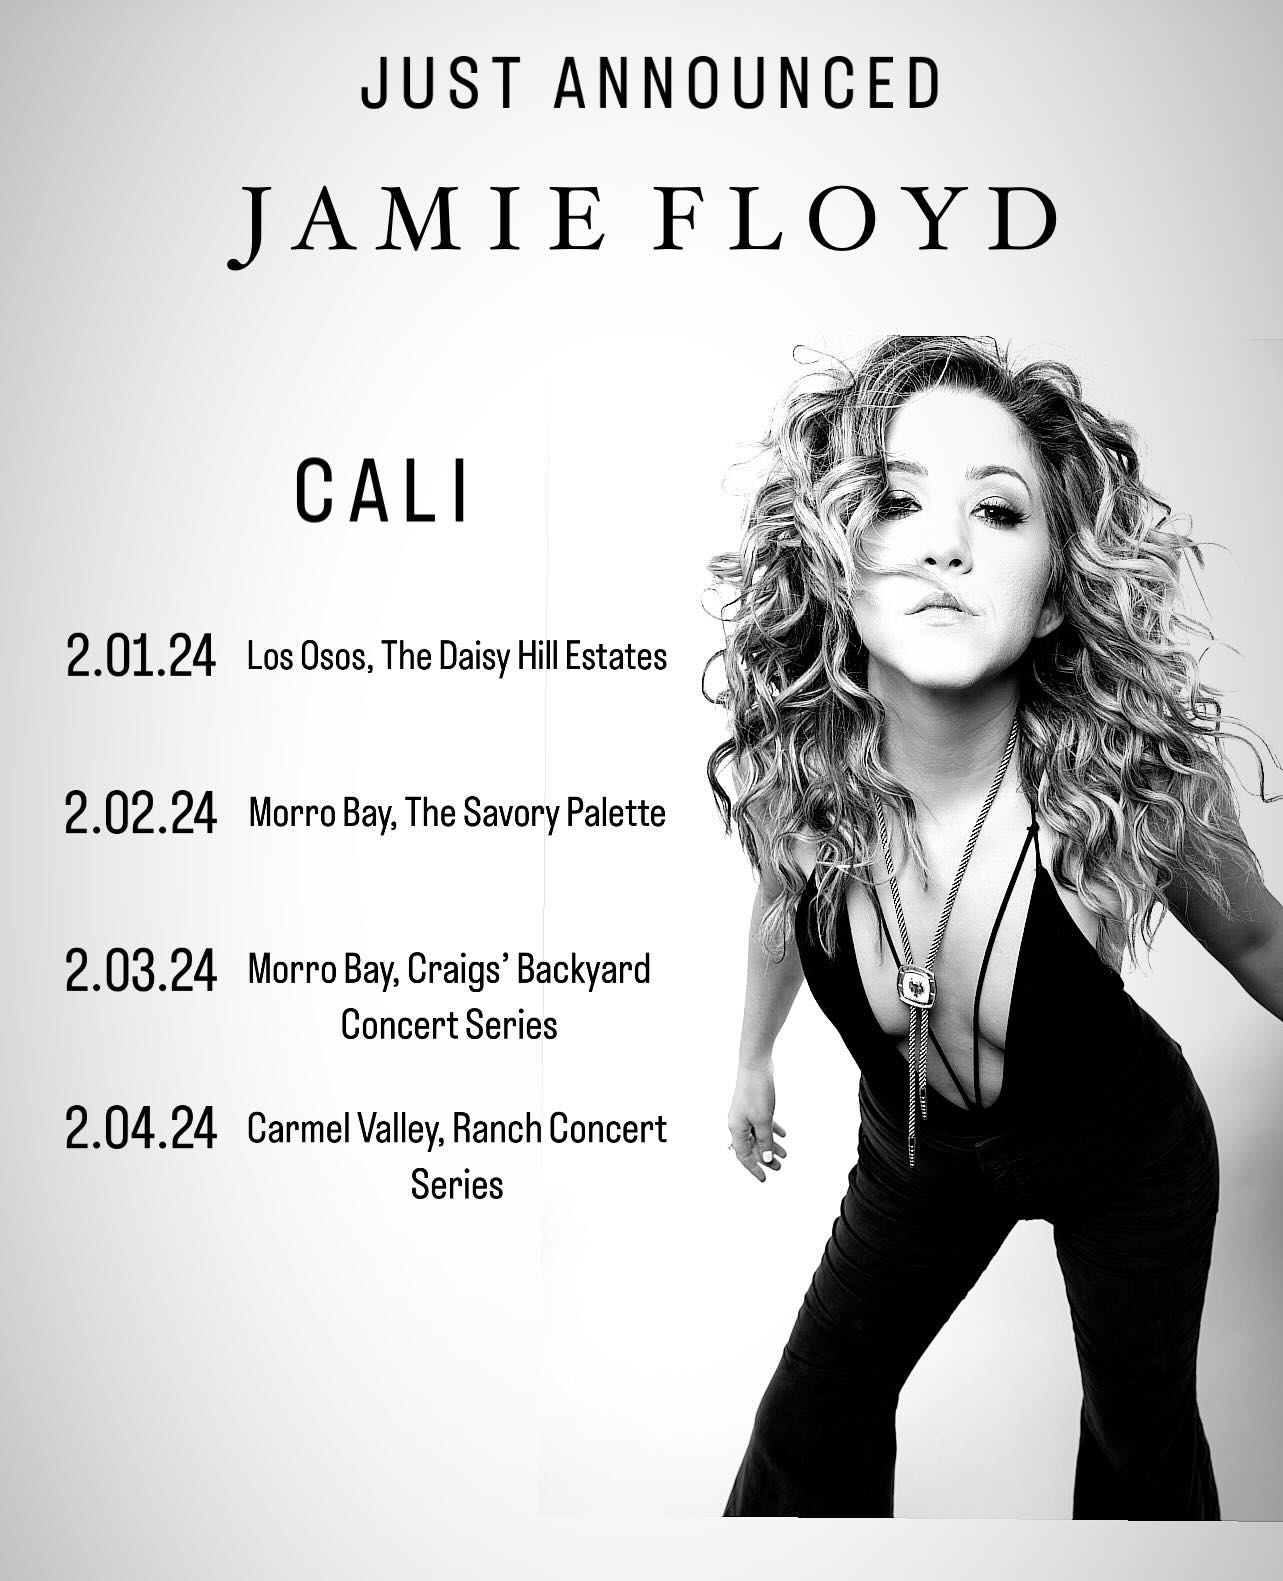 JUST ANNOUNCED
JAMIE FLOYD
CALI
2.01.24 Los Osos, The Daisy Hill Estates
2.02.24 Morro Bay, The Savory Palette
2.03.24 Morro Bay, Craigs’ Backyard
Concert Series
2.04.24 Carmel Valley, Ranch Concert
Series